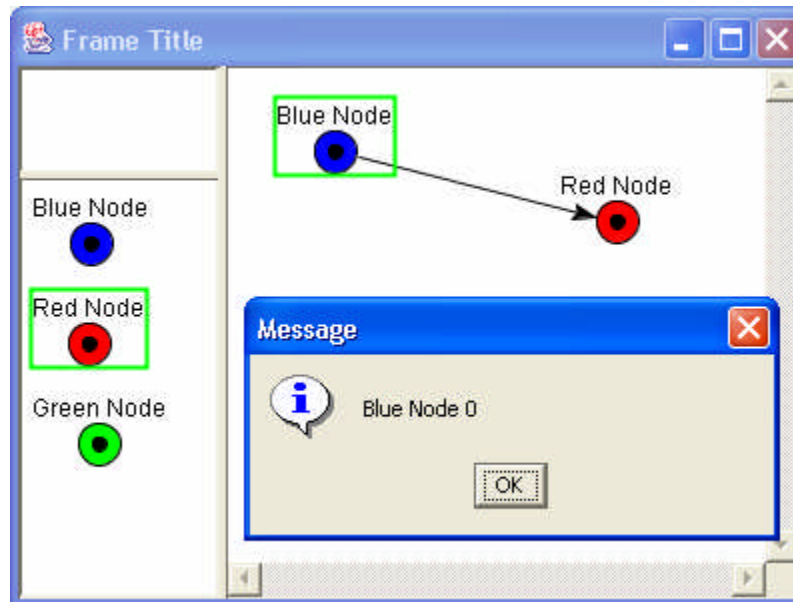 Frame Title
Blue Node
Red Node
Green Node
Blue Node
Red Node
Message
Blue Node 0
OK